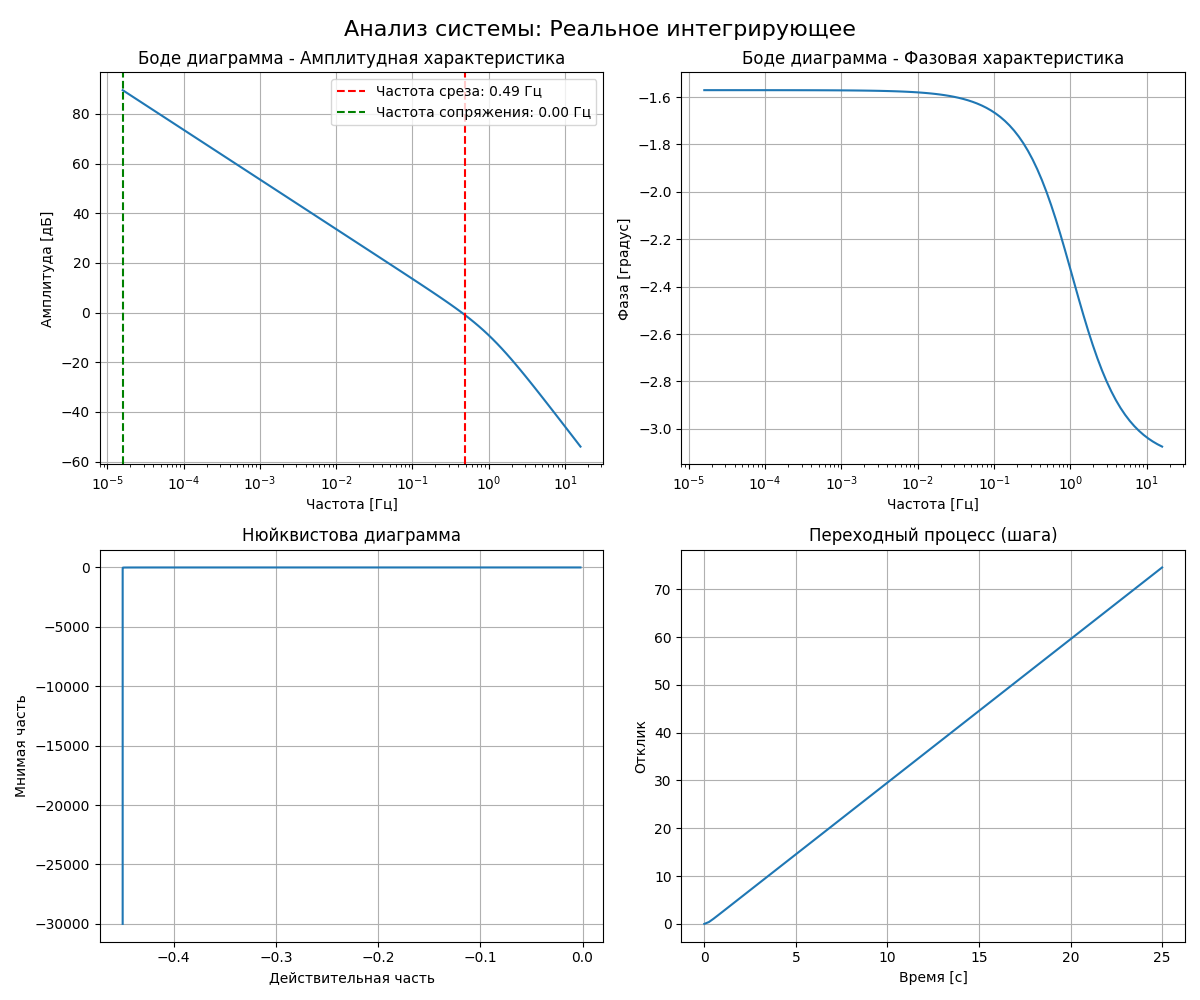 Анализ системы: Реальное интегрирующее
Боде диаграмма - Амплитудная характеристика
Амплитуда [дБ]
80
60
40
20
0
−20
−40
−60
Частота среза: 0.49 Гц
Частота сопряжения: 0.00 Гц
10⁻⁵ 10⁻⁴ 10⁻³ 10⁻² 10⁻¹ 10⁰ 10¹
Частота [Гц]
Боде диаграмма - Фазовая характеристика
Фаза [градус]
−1.6
−1.8
−2.0
−2.2
−2.4
−2.6
−2.8
−3.0
10⁻⁵ 10⁻⁴ 10⁻³ 10⁻² 10⁻¹ 10⁰ 10¹
Частота [Гц]
Нюйквистова диаграмма
Мнимая часть
0
−5000
−10000
−15000
−20000
−25000
−30000
−0.4 −0.3 −0.2 −0.1 0.0
Действительная часть
Переходный процесс (шага)
Отклик
70
60
50
40
30
20
10
0
0 5 10 15 20 25
Время [с]